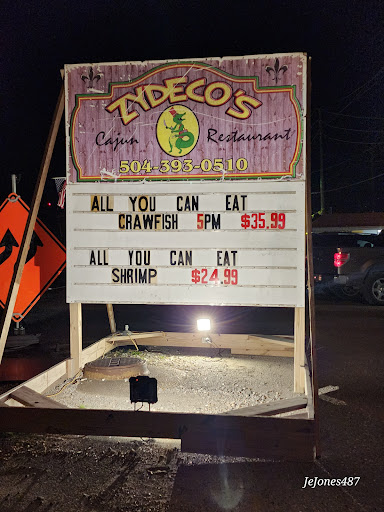 ZYDECO'S
Cajun Restaurant
504-393-0510
ALL YOU CAN EAT
CRAWFISH 5PM $35.99
ALL YOU CAN EAT
SHRIMP $24.99
JeJones487